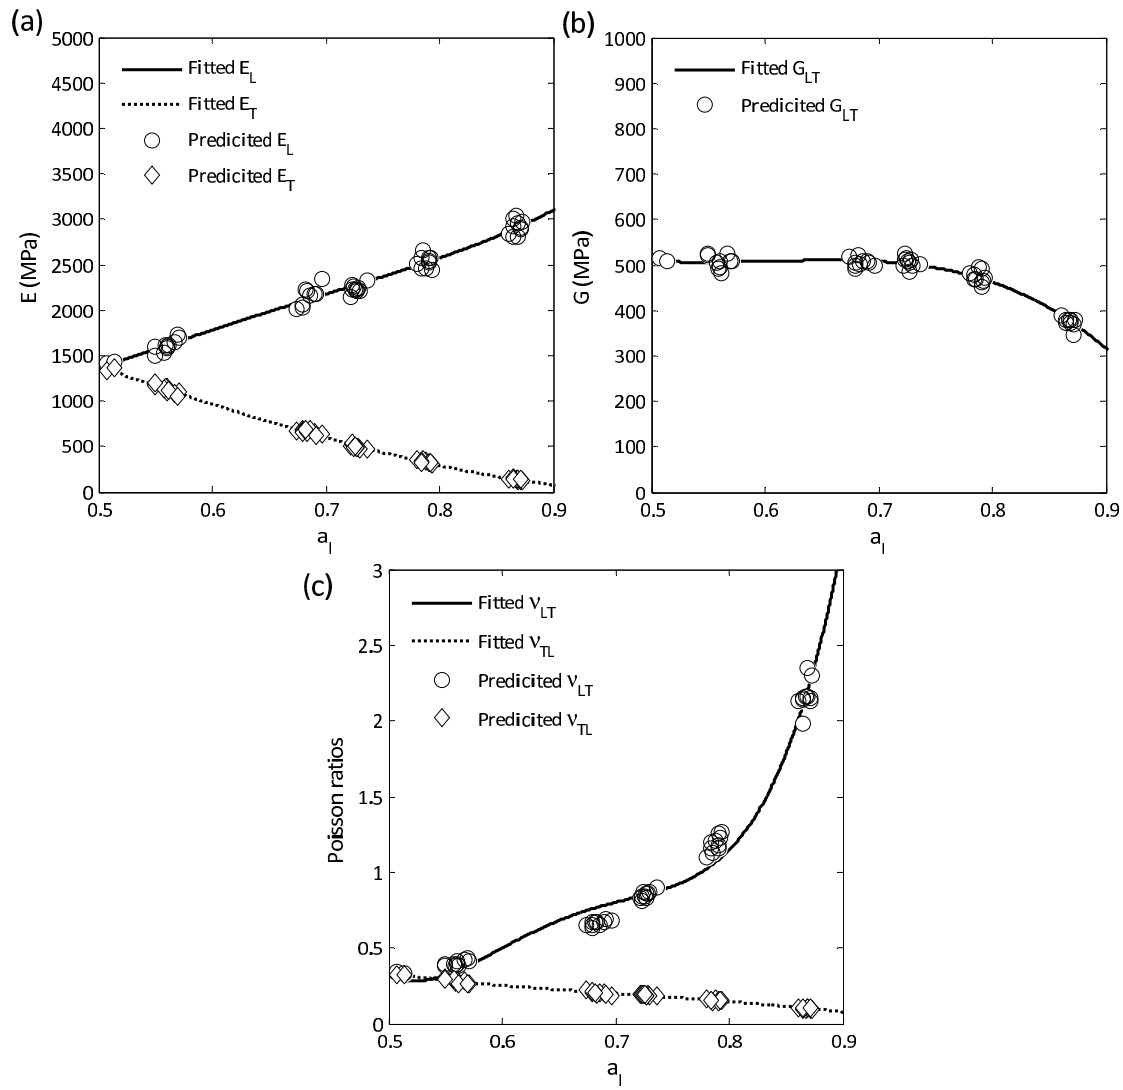 (a)
5000
4500
4000
3500
3000
2500
2000
1500
1000
500
0
E (MPa)
Fitted E_L
Fitted E_T
Predicited E_L
Predicited E_T
0.5 0.6 0.7 0.8 0.9
a_l
(b)
1000
900
800
700
600
500
400
300
200
100
0
G (MPa)
Fitted G_LT
Predicited G_LT
0.5 0.6 0.7 0.8 0.9
a_l
(c)
3
2.5
2
1.5
1
0.5
0
Poisson ratios
Fitted ν_LT
Fitted ν_TL
Predicited ν_LT
Predicited ν_TL
0.5 0.6 0.7 0.8 0.9
a_l